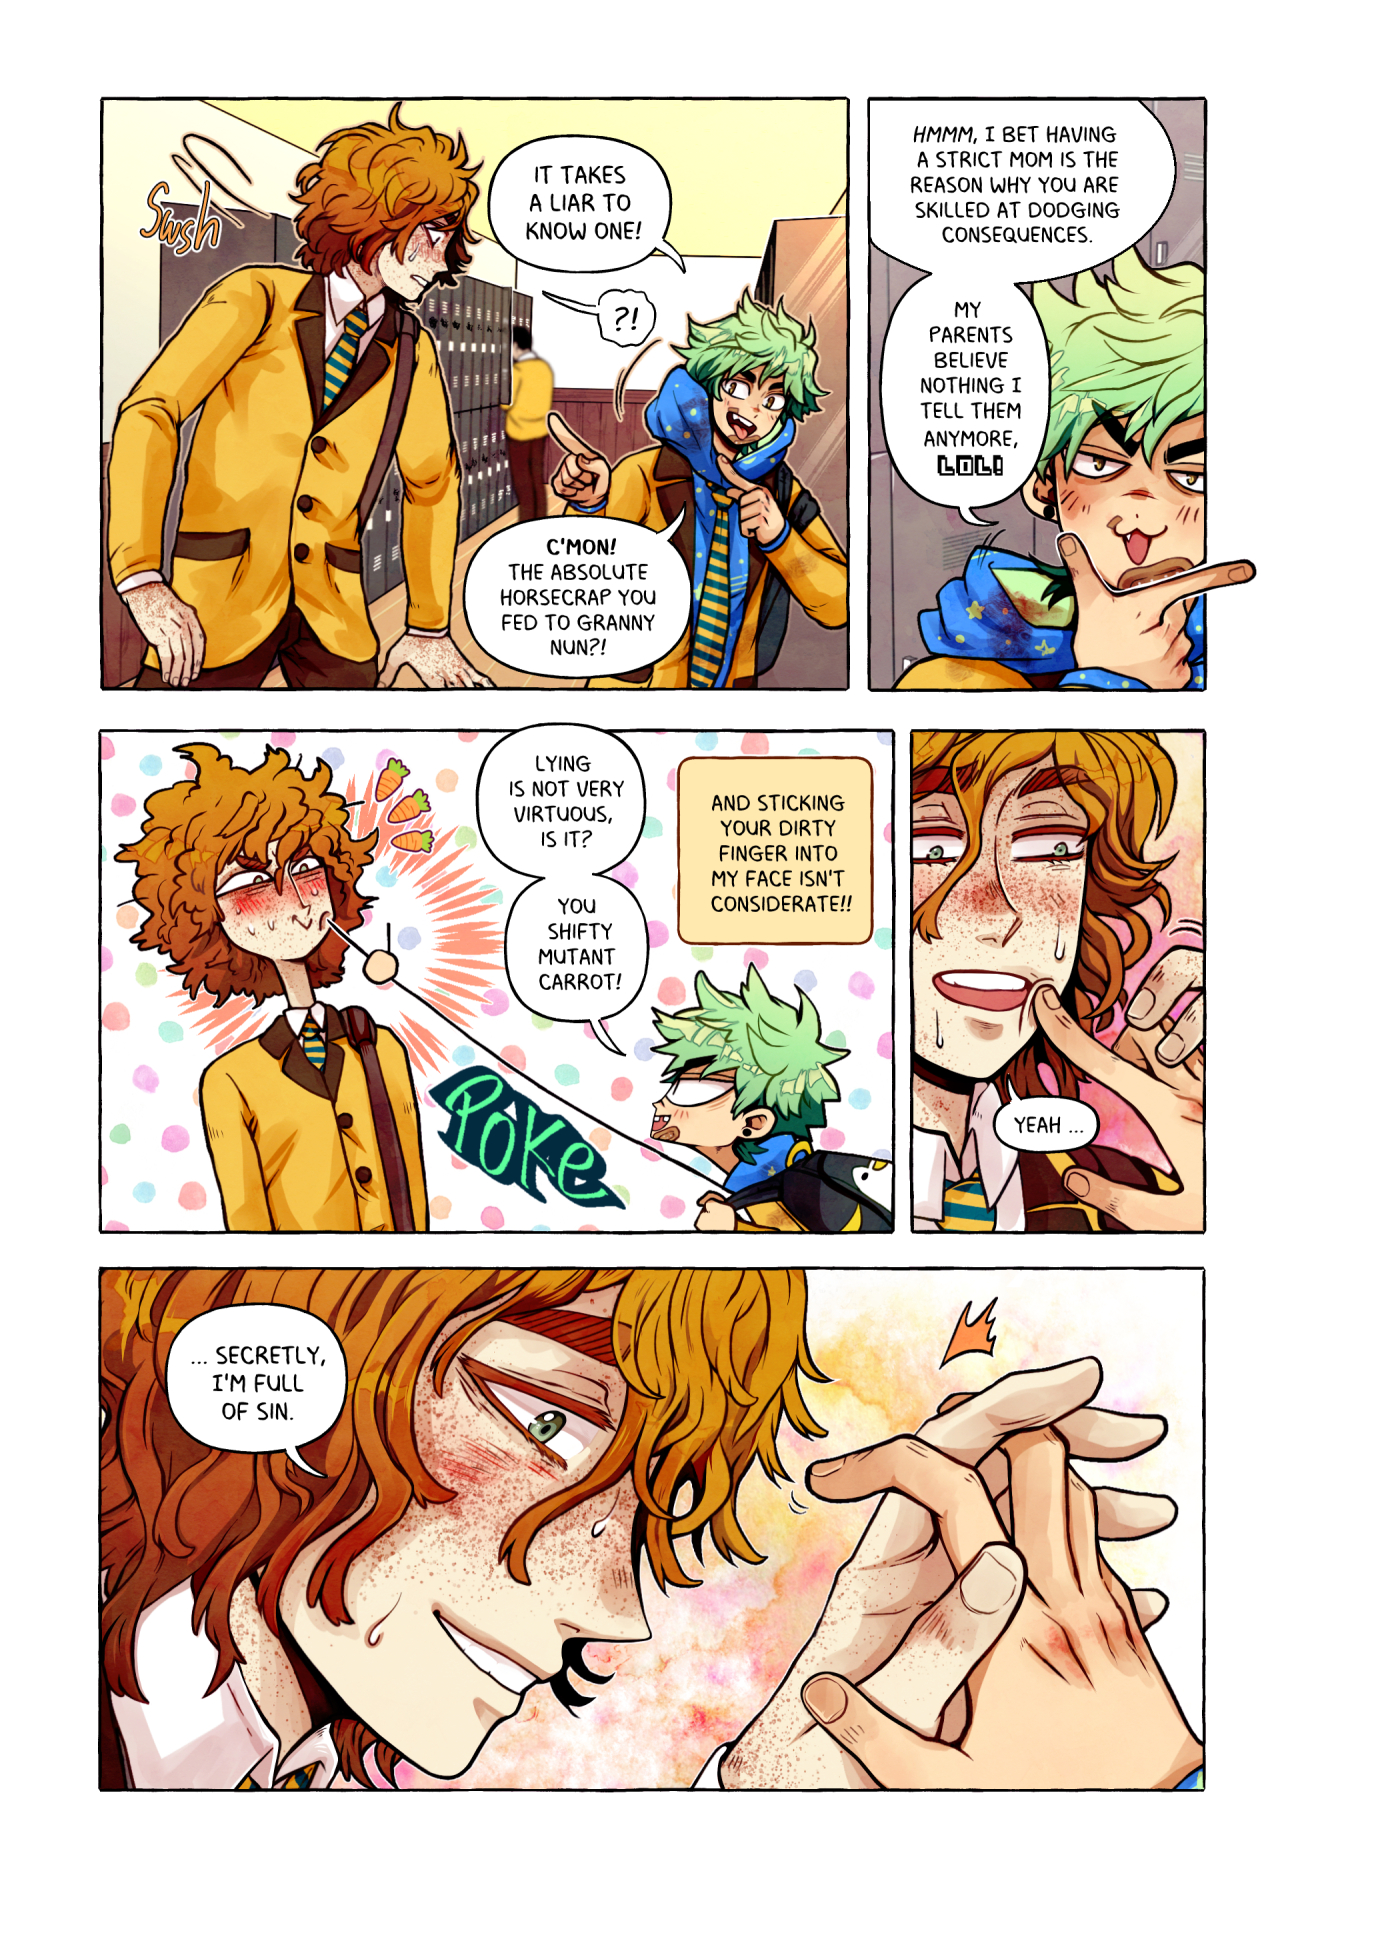 Swsh
IT TAKES
A LIAR TO
KNOW ONE!
?!
C'MON!
THE ABSOLUTE
HORSECRAP YOU
FED TO GRANNY
NUN?!
HMMM, I BET HAVING
A STRICT MOM IS THE
REASON WHY YOU ARE
SKILLED AT DODGING
CONSEQUENCES.
MY
PARENTS
BELIEVE
NOTHING I
TELL THEM
ANYMORE,
LOL!
LYING
IS NOT VERY
VIRTUOUS,
IS IT?
YOU
SHIFTY
MUTANT
CARROT!
AND STICKING
YOUR DIRTY
FINGER INTO
MY FACE ISN'T
CONSIDERATE!!
POKe
YEAH ...
... SECRETLY,
I'M FULL
OF SIN.